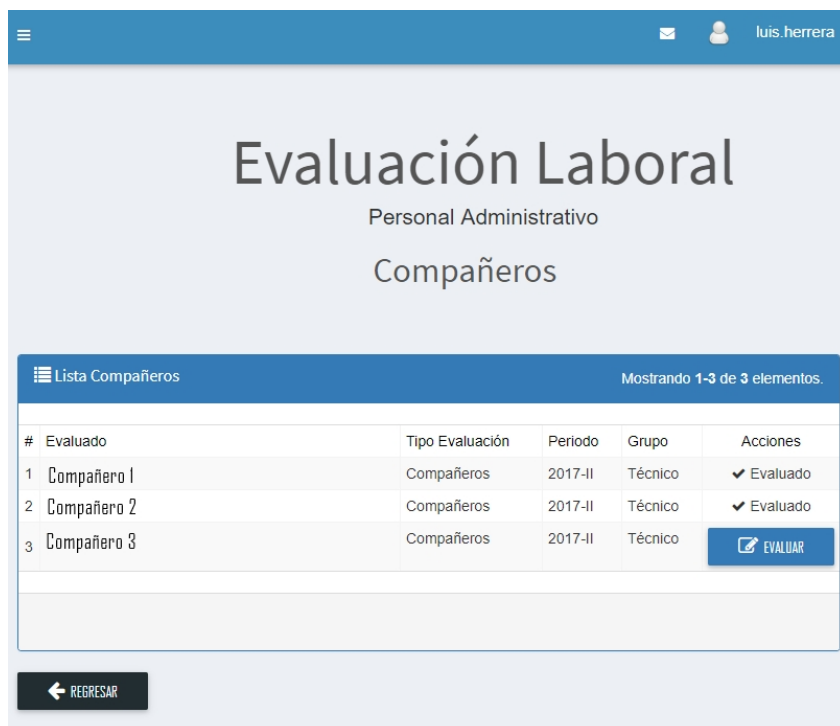 luis.herrera
Evaluación Laboral
Personal Administrativo
Compañeros
Lista Compañeros Mostrando 1-3 de 3 elementos.
# Evaluado Tipo Evaluación Periodo Grupo Acciones
1 Compañero 1 Compañeros 2017-II Técnico Evaluado
2 Compañero 2 Compañeros 2017-II Técnico Evaluado
3 Compañero 3 Compañeros 2017-II Técnico EVALUAR
REGRESAR